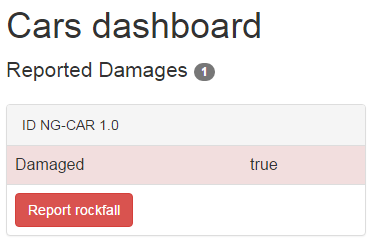 Cars dashboard
Reported Damages 1
ID NG-CAR 1.0
Damaged true
Report rockfall